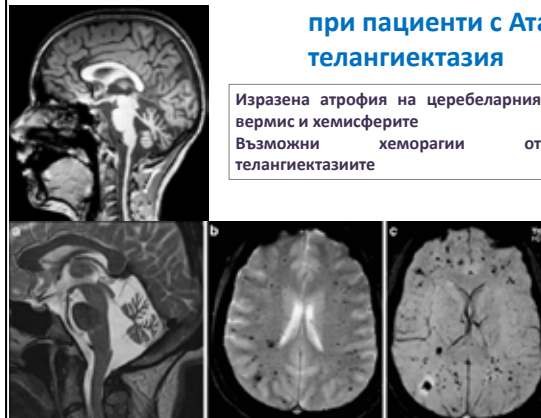 при пациенти с Ата
телангиектазия
Изразена атрофия на церебеларния
вермис и хемисферите
Възможни хеморагии от
телангиектазиите
a
b
c